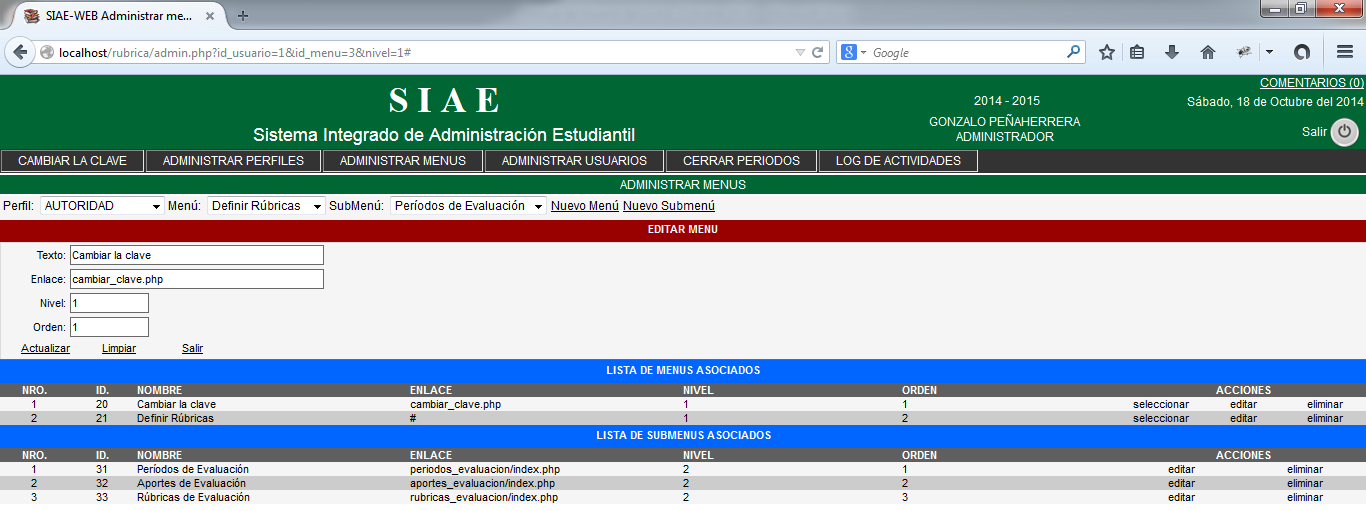 SIAE-WEB Administrar me...
localhost/rubrica/admin.php?id_usuario=1&id_menu=3&nivel=1#
Google
COMENTARIOS (0)
SIAE
2014 - 2015
Sábado, 18 de Octubre del 2014
GONZALO PEÑAHERRERA
Sistema Integrado de Administración Estudiantil
ADMINISTRADOR
Salir
CAMBIAR LA CLAVE ADMINISTRAR PERFILES ADMINISTRAR MENUS ADMINISTRAR USUARIOS CERRAR PERIODOS LOG DE ACTIVIDADES
ADMINISTRAR MENUS
Perfil: AUTORIDAD Menú: Definir Rúbricas SubMenú: Períodos de Evaluación Nuevo Menú Nuevo Submenú
EDITAR MENU
Texto: Cambiar la clave
Enlace: cambiar_clave.php
Nivel: 1
Orden: 1
Actualizar Limpiar Salir
LISTA DE MENUS ASOCIADOS
NRO. ID. NOMBRE ENLACE NIVEL ORDEN ACCIONES
1 20 Cambiar la clave cambiar_clave.php 1 1 seleccionar editar eliminar
2 21 Definir Rúbricas # 1 2 seleccionar editar eliminar
LISTA DE SUBMENUS ASOCIADOS
NRO. ID. NOMBRE ENLACE NIVEL ORDEN ACCIONES
1 31 Períodos de Evaluación periodos_evaluacion/index.php 2 1 editar eliminar
2 32 Aportes de Evaluación aportes_evaluacion/index.php 2 2 editar eliminar
3 33 Rúbricas de Evaluación rubricas_evaluacion/index.php 2 3 editar eliminar